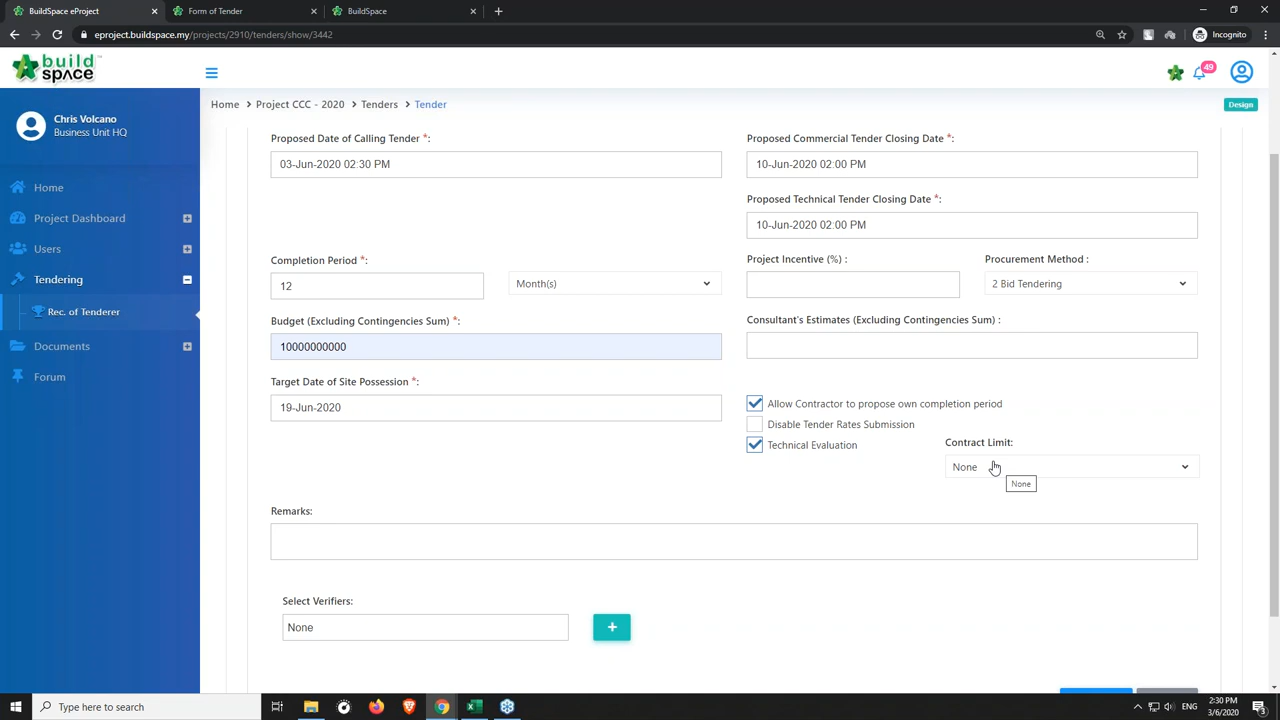 BuildSpace eProject
Form of Tender
BuildSpace
eproject.buildspace.my/projects/2910/tenders/show/3442
Incognito
build space
49
Chris Volcano
Business Unit HQ
Home
Project Dashboard
Users
Tendering
Rec. of Tenderer
Documents
Forum
Home > Project CCC - 2020 > Tenders > Tender
Design
Proposed Date of Calling Tender *:
03-Jun-2020 02:30 PM
Proposed Commercial Tender Closing Date *:
10-Jun-2020 02:00 PM
Proposed Technical Tender Closing Date *:
10-Jun-2020 02:00 PM
Completion Period *:
12
Month(s)
Project Incentive (%) :
Procurement Method :
2 Bid Tendering
Budget (Excluding Contingencies Sum) *:
10000000000
Consultant's Estimates (Excluding Contingencies Sum) :
Target Date of Site Possession *:
19-Jun-2020
Allow Contractor to propose own completion period
Disable Tender Rates Submission
Technical Evaluation
Contract Limit:
None
None
Remarks:
Select Verifiers:
None
+
Type here to search
ENG
2:30 PM
3/6/2020
3